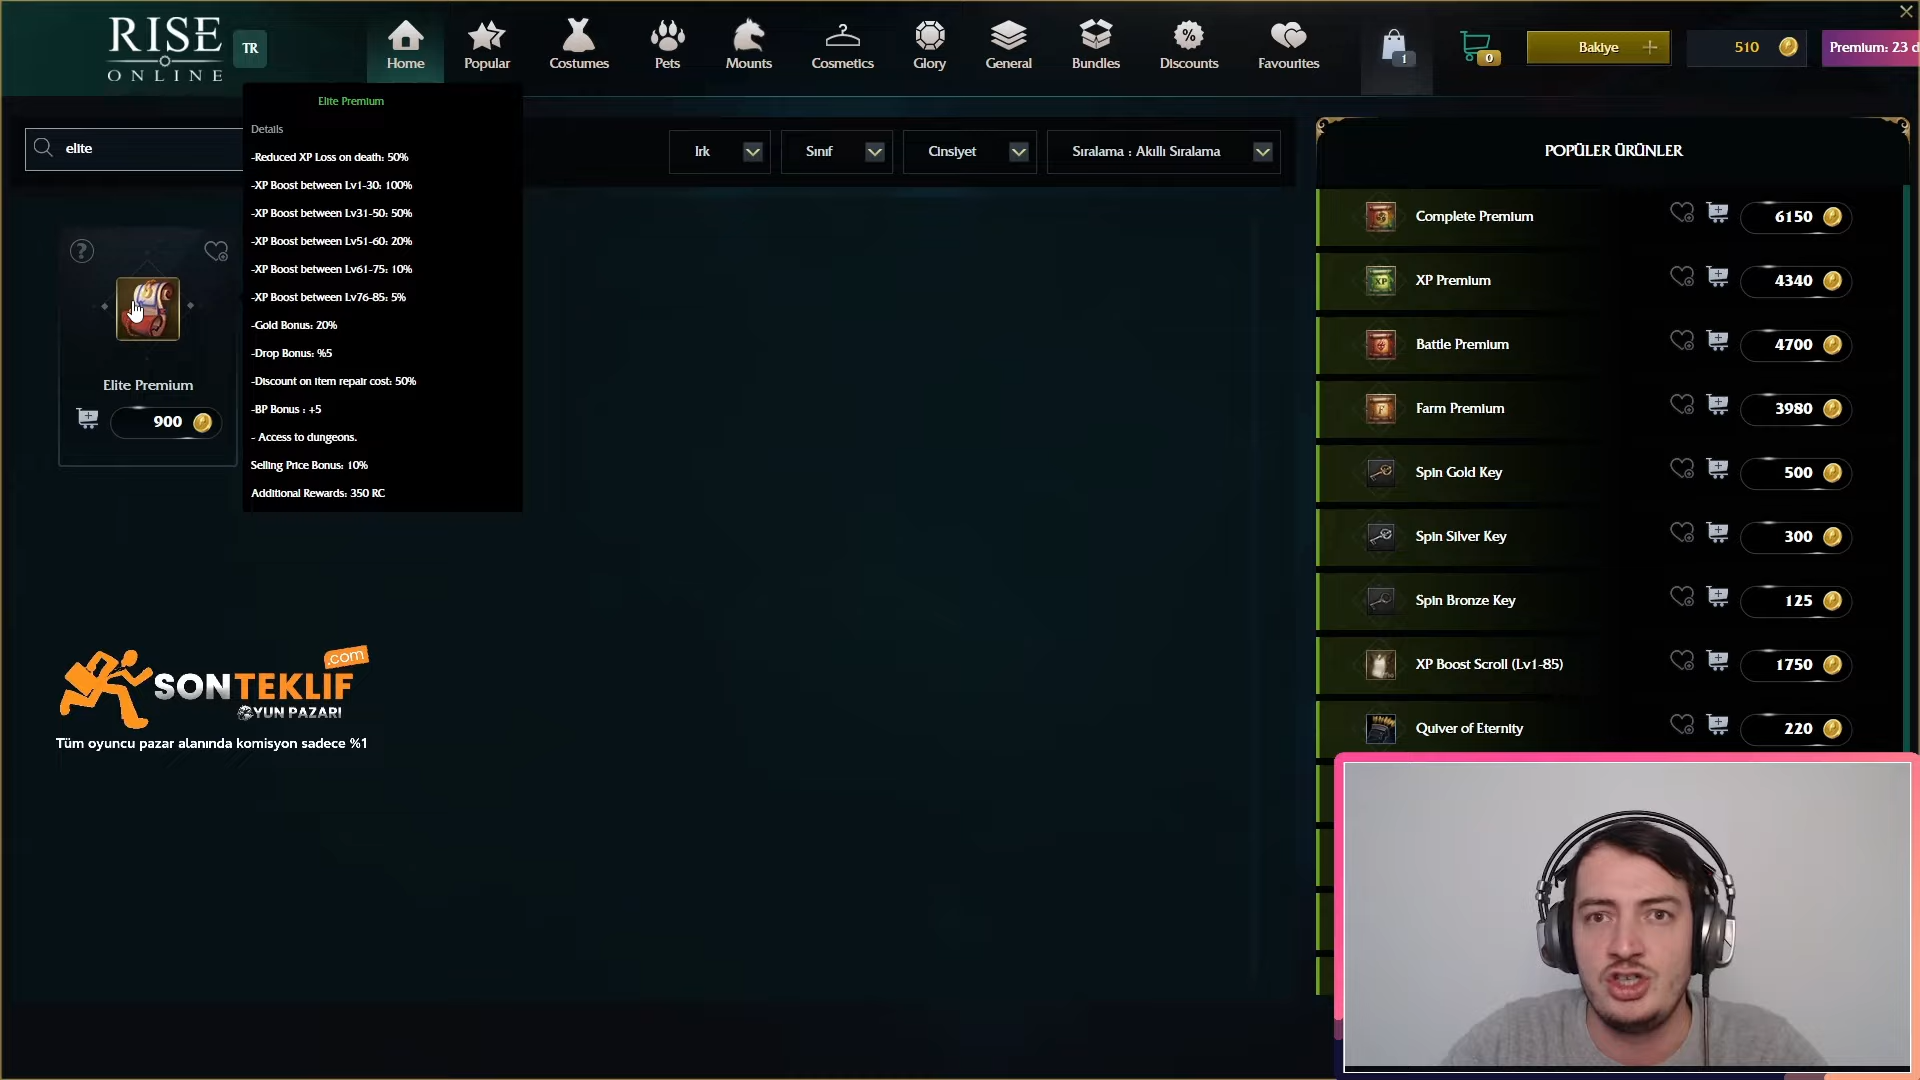 RISE
ONLINE
TR
Home
Popular
Costumes
Pets
Mounts
Cosmetics
Glory
General
Bundles
Discounts
Favourites
1
0
Bakiye
510
Premium: 23 d
elite
Irk
Sınıf
Cinsiyet
Sıralama : Akıllı Sıralama
Elite Premium
Details
-Reduced XP Loss on death: 50%
-XP Boost between Lv1-30: 100%
-XP Boost between Lv31-50: 50%
-XP Boost between Lv51-60: 20%
-XP Boost between Lv61-75: 10%
-XP Boost between Lv76-85: 5%
-Gold Bonus: 20%
-Drop Bonus: %5
-Discount on item repair cost: 50%
-BP Bonus : +5
- Access to dungeons.
Selling Price Bonus: 10%
Additional Rewards: 350 RC
?
Elite Premium
900
SONTEKLIF
.com
OYUN PAZARI
Tüm oyuncu pazar alanında komisyon sadece %1
POPÜLER ÜRÜNLER
Complete Premium
6150
XP
XP Premium
4340
Battle Premium
4700
F
Farm Premium
3980
Spin Gold Key
500
Spin Silver Key
300
Spin Bronze Key
125
XP Boost Scroll (Lv1-85)
1750
Quiver of Eternity
220